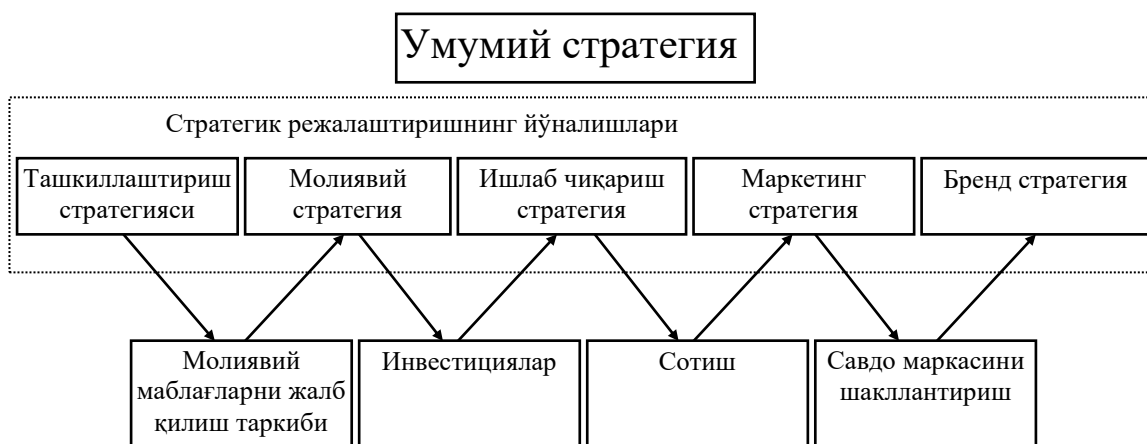 Умумий стратегия
Стратегик режалаштиришнинг йўналишлари
Ташкиллаштириш
стратегияси
Молиявий
стратегия
Ишлаб чиқариш
стратегия
Маркетинг
стратегия
Бренд стратегия
Молиявий
маблағларни жалб
қилиш таркиби
Инвестициялар
Сотиш
Савдо маркасини
шакллантириш